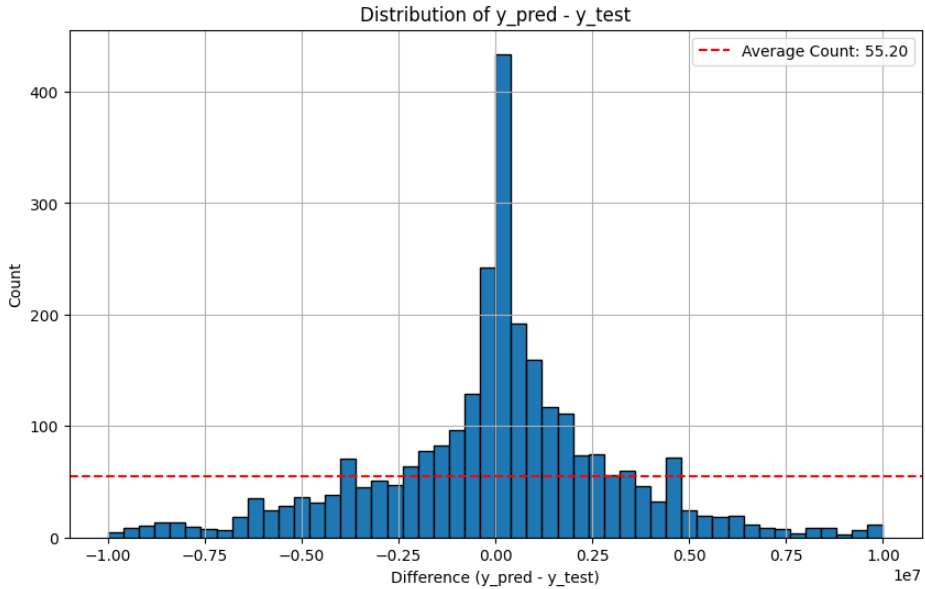 Distribution of y_pred - y_test
Average Count: 55.20
Count
400
300
200
100
0
−1.00 −0.75 −0.50 −0.25 0.00 0.25 0.50 0.75 1.00
1e7
Difference (y_pred - y_test)